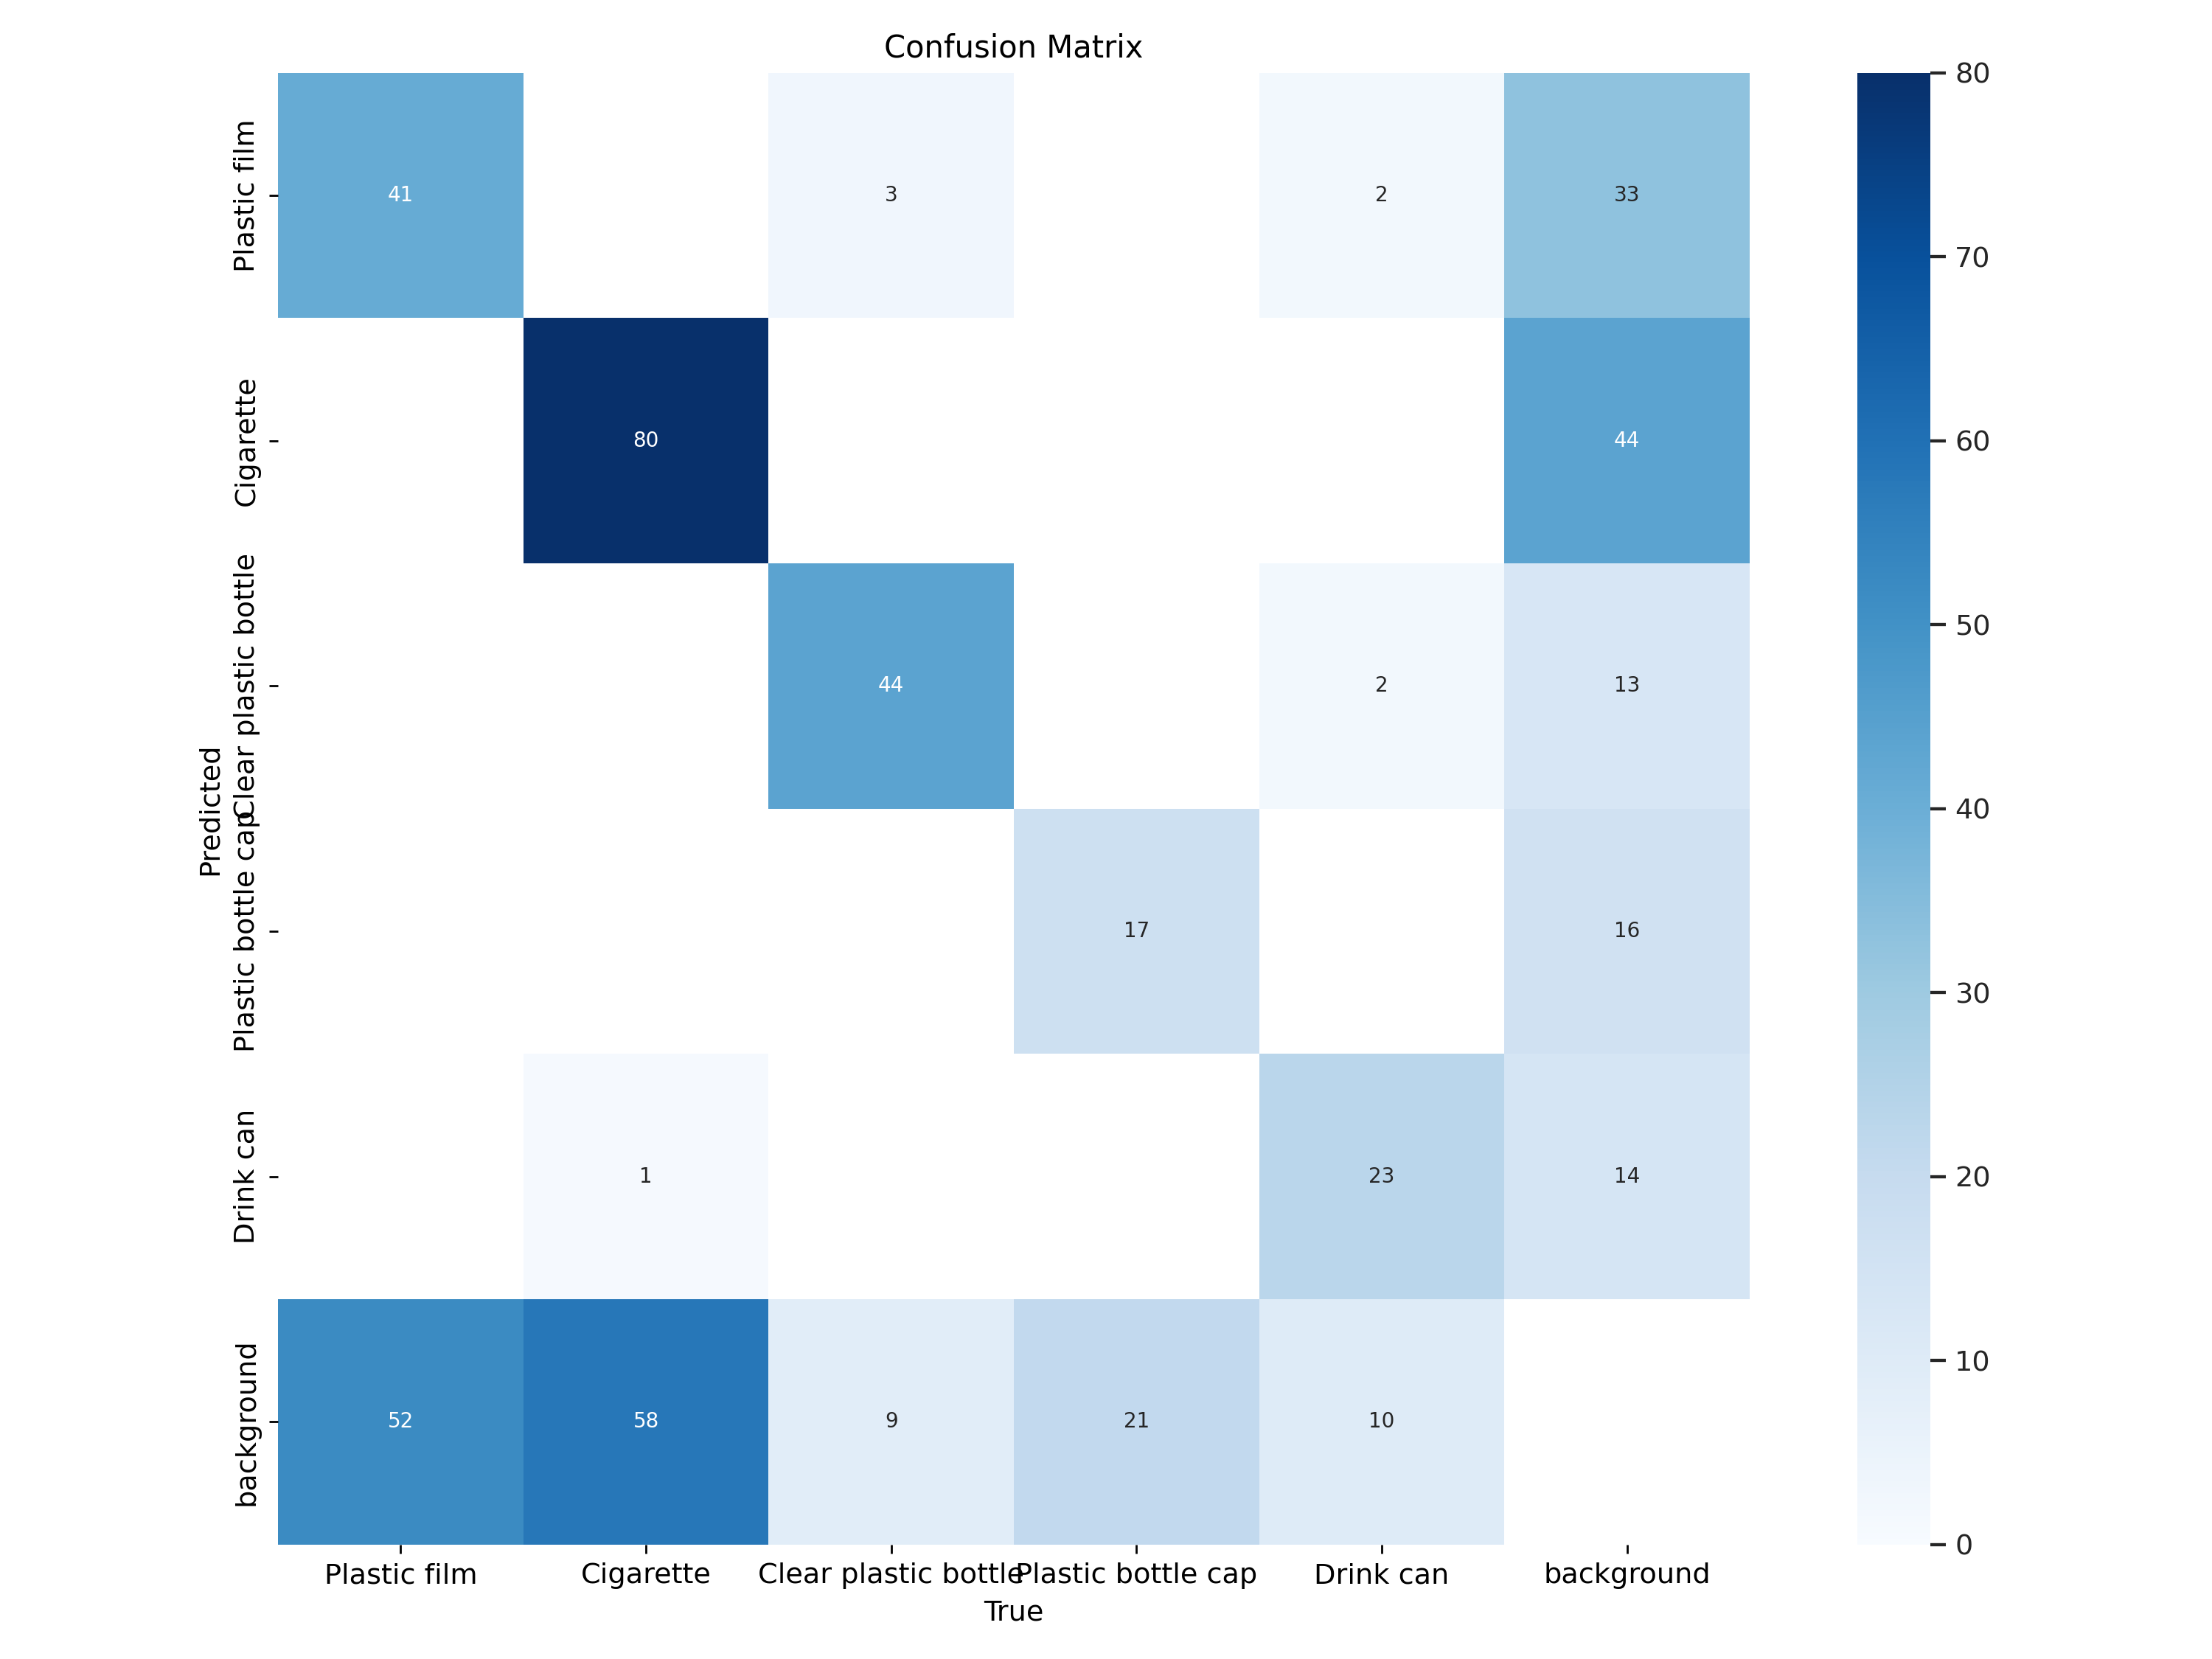 Confusion Matrix
Plastic film
41
3
2
33
Cigarette
80
44
Clear plastic bottle
44
2
13
Predicted
Plastic bottle cap
17
16
Drink can
1
23
14
background
52
58
9
21
10
Plastic film
Cigarette
Clear plastic bottle
Plastic bottle cap
Drink can
background
True
80
70
60
50
40
30
20
10
0